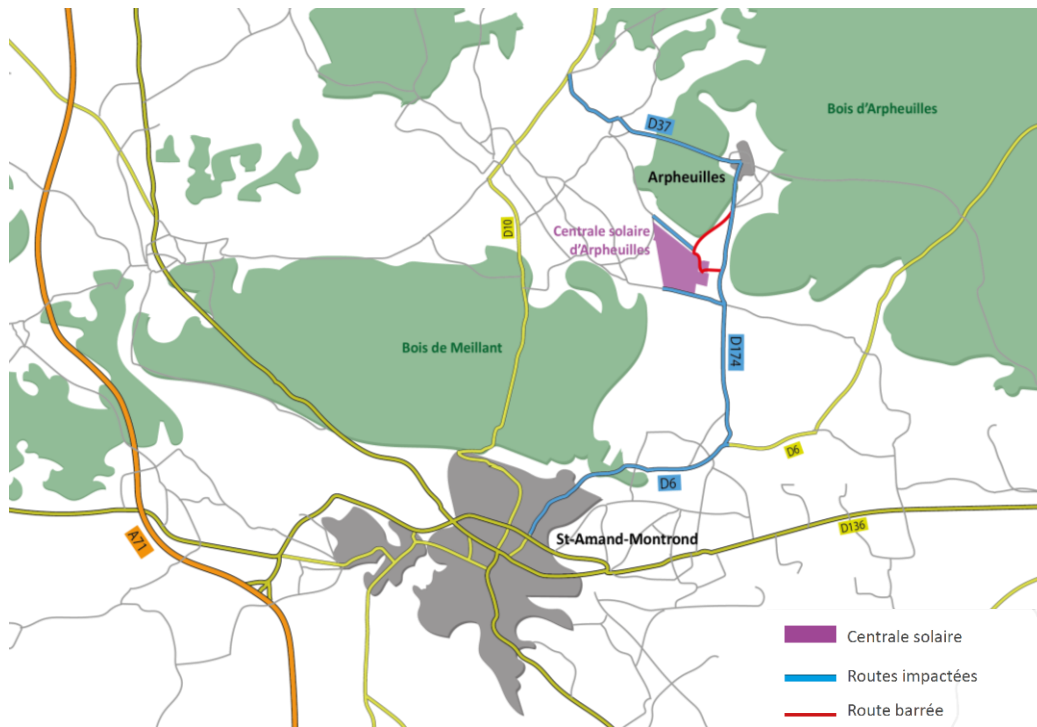 Bois d'Arpheuilles
D37
Arpheuilles
D10
Centrale solaire
d'Arpheuilles
Bois de Meillant
D174
D6
D6
St-Amand-Montrond
D136
A71
Centrale solaire
Routes impactées
Route barrée